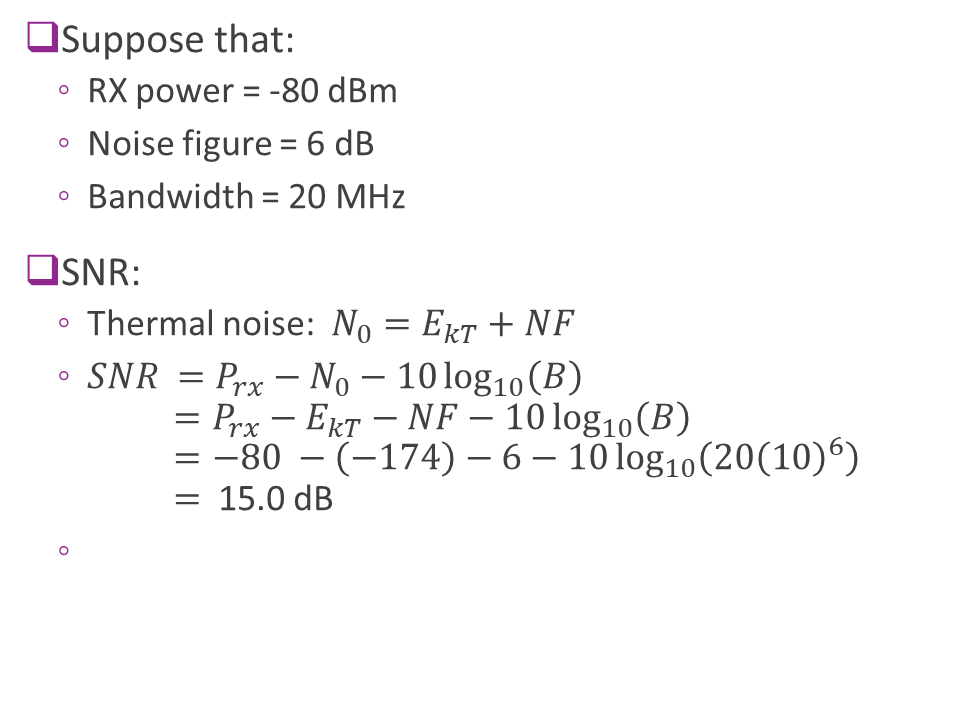 ❑Suppose that:
◦ RX power = -80 dBm
◦ Noise figure = 6 dB
◦ Bandwidth = 20 MHz
❑SNR:
◦ Thermal noise: 𝑁₀ = 𝐸ₖₜ + 𝑁𝐹
◦ 𝑆𝑁𝑅 = 𝑃ᵣₓ − 𝑁₀ − 10 log₁₀(𝐵)
= 𝑃ᵣₓ − 𝐸ₖₜ − 𝑁𝐹 − 10 log₁₀(𝐵)
= −80 − (−174) − 6 − 10 log₁₀(20(10)⁶)
= 15.0 dB
◦